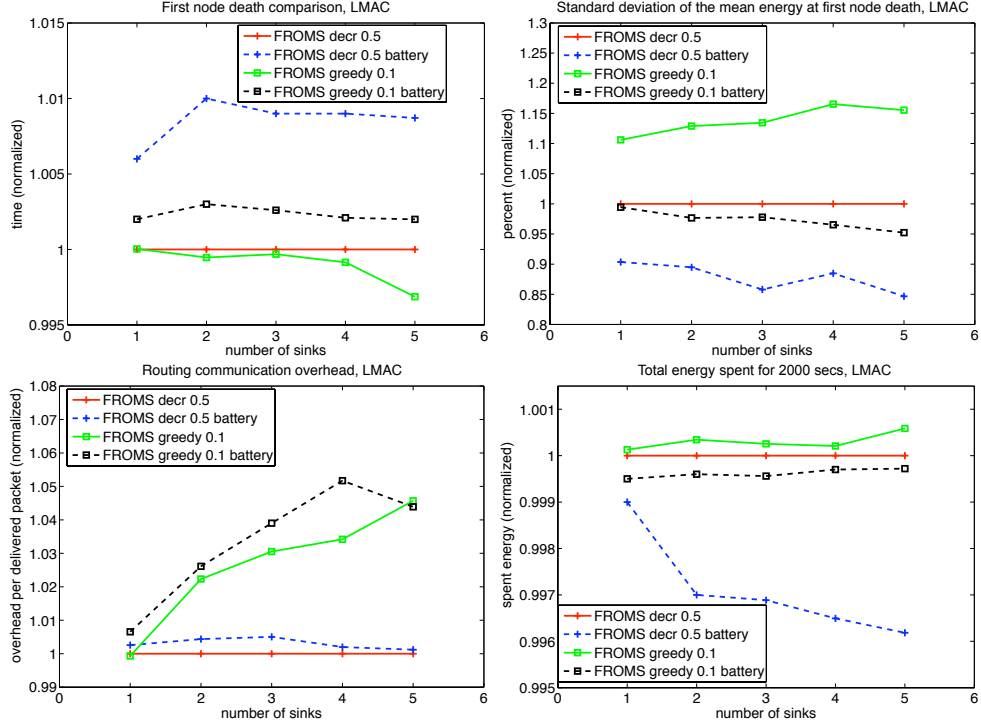 First node death comparison, LMAC
1.015
1.01
1.005
1
0.995
time (normalized)
FROMS decr 0.5
FROMS decr 0.5 battery
FROMS greedy 0.1
FROMS greedy 0.1 battery
0 1 2 3 4 5 6
number of sinks
Standard deviation of the mean energy at first node death, LMAC
1.3
1.25
1.2
1.15
1.1
1.05
1
0.95
0.9
0.85
0.8
percent (normalized)
FROMS decr 0.5
FROMS decr 0.5 battery
FROMS greedy 0.1
FROMS greedy 0.1 battery
0 1 2 3 4 5 6
number of sinks
Routing communication overhead, LMAC
1.08
1.07
1.06
1.05
1.04
1.03
1.02
1.01
1
0.99
overhead per delivered packet (normalized)
FROMS decr 0.5
FROMS decr 0.5 battery
FROMS greedy 0.1
FROMS greedy 0.1 battery
0 1 2 3 4 5 6
number of sinks
Total energy spent for 2000 secs, LMAC
1.001
1
0.999
0.998
0.997
0.996
0.995
spent energy (normalized)
FROMS decr 0.5
FROMS decr 0.5 battery
FROMS greedy 0.1
FROMS greedy 0.1 battery
0 1 2 3 4 5 6
number of sinks